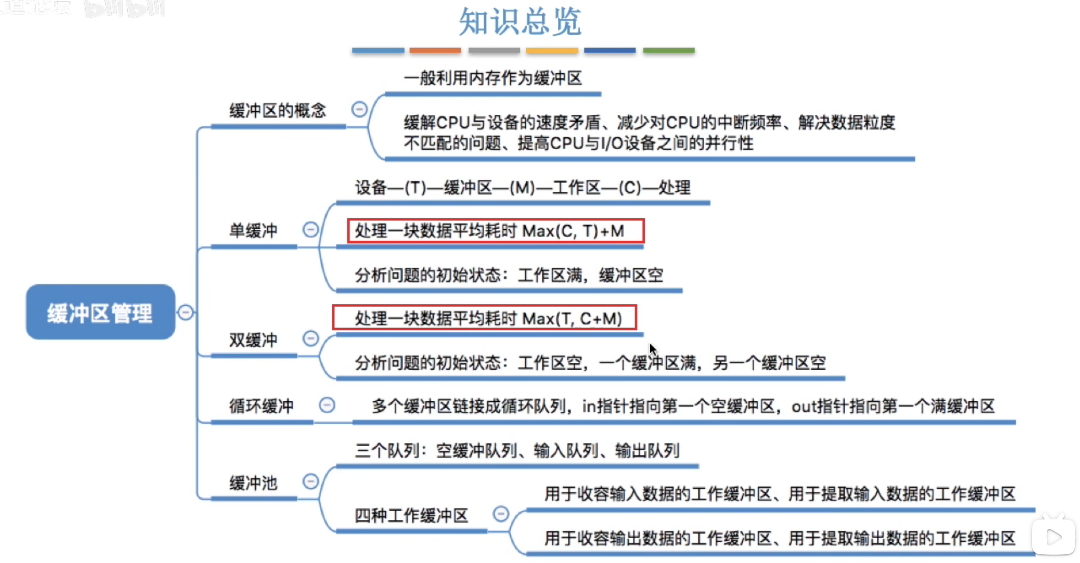 知识总览
缓冲区管理
缓冲区的概念
一般利用内存作为缓冲区
缓解CPU与设备的速度矛盾、减少对CPU的中断频率、解决数据粒度
不匹配的问题、提高CPU与I/O设备之间的并行性
单缓冲
设备—(T)—缓冲区—(M)—工作区—(C)—处理
处理一块数据平均耗时 Max(C, T)+M
分析问题的初始状态：工作区满，缓冲区空
双缓冲
处理一块数据平均耗时 Max(T, C+M)
分析问题的初始状态：工作区空，一个缓冲区满，另一个缓冲区空
循环缓冲
多个缓冲区链接成循环队列，in指针指向第一个空缓冲区，out指针指向第一个满缓冲区
缓冲池
三个队列：空缓冲队列、输入队列、输出队列
四种工作缓冲区
用于收容输入数据的工作缓冲区、用于提取输入数据的工作缓冲区
用于收容输出数据的工作缓冲区、用于提取输出数据的工作缓冲区